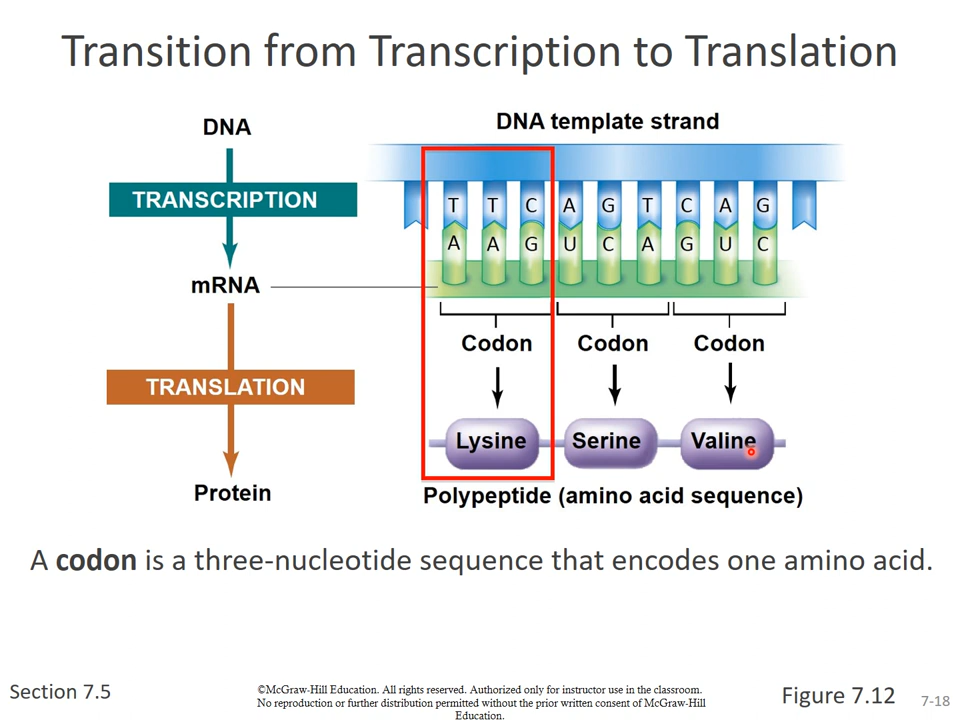 Transition from Transcription to Translation
DNA
TRANSCRIPTION
mRNA
TRANSLATION
Protein
DNA template strand
T T C A G T C A G
A A G U C A G U C
Codon Codon Codon
Lysine Serine Valine
Polypeptide (amino acid sequence)
A codon is a three-nucleotide sequence that encodes one amino acid.
Section 7.5
©McGraw-Hill Education. All rights reserved. Authorized only for instructor use in the classroom.
No reproduction or further distribution permitted without the prior written consent of McGraw-Hill
Education.
Figure 7.12
7-18